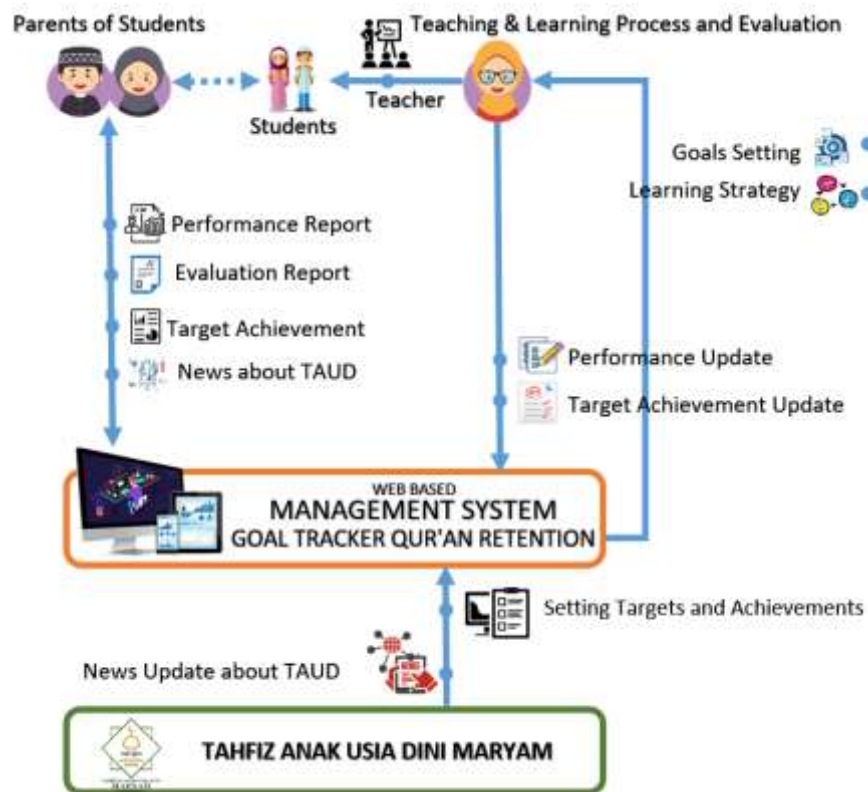 Parents of Students
Teaching & Learning Process and Evaluation
Students
Teacher
Goals Setting
Learning Strategy
Performance Report
Evaluation Report
Target Achievement
News about TAUD
Performance Update
Target Achievement Update
WEB BASED
MANAGEMENT SYSTEM
GOAL TRACKER QUR'AN RETENTION
Setting Targets and Achievements
News Update about TAUD
TAHFIZ ANAK USIA DINI MARYAM
MARYAM